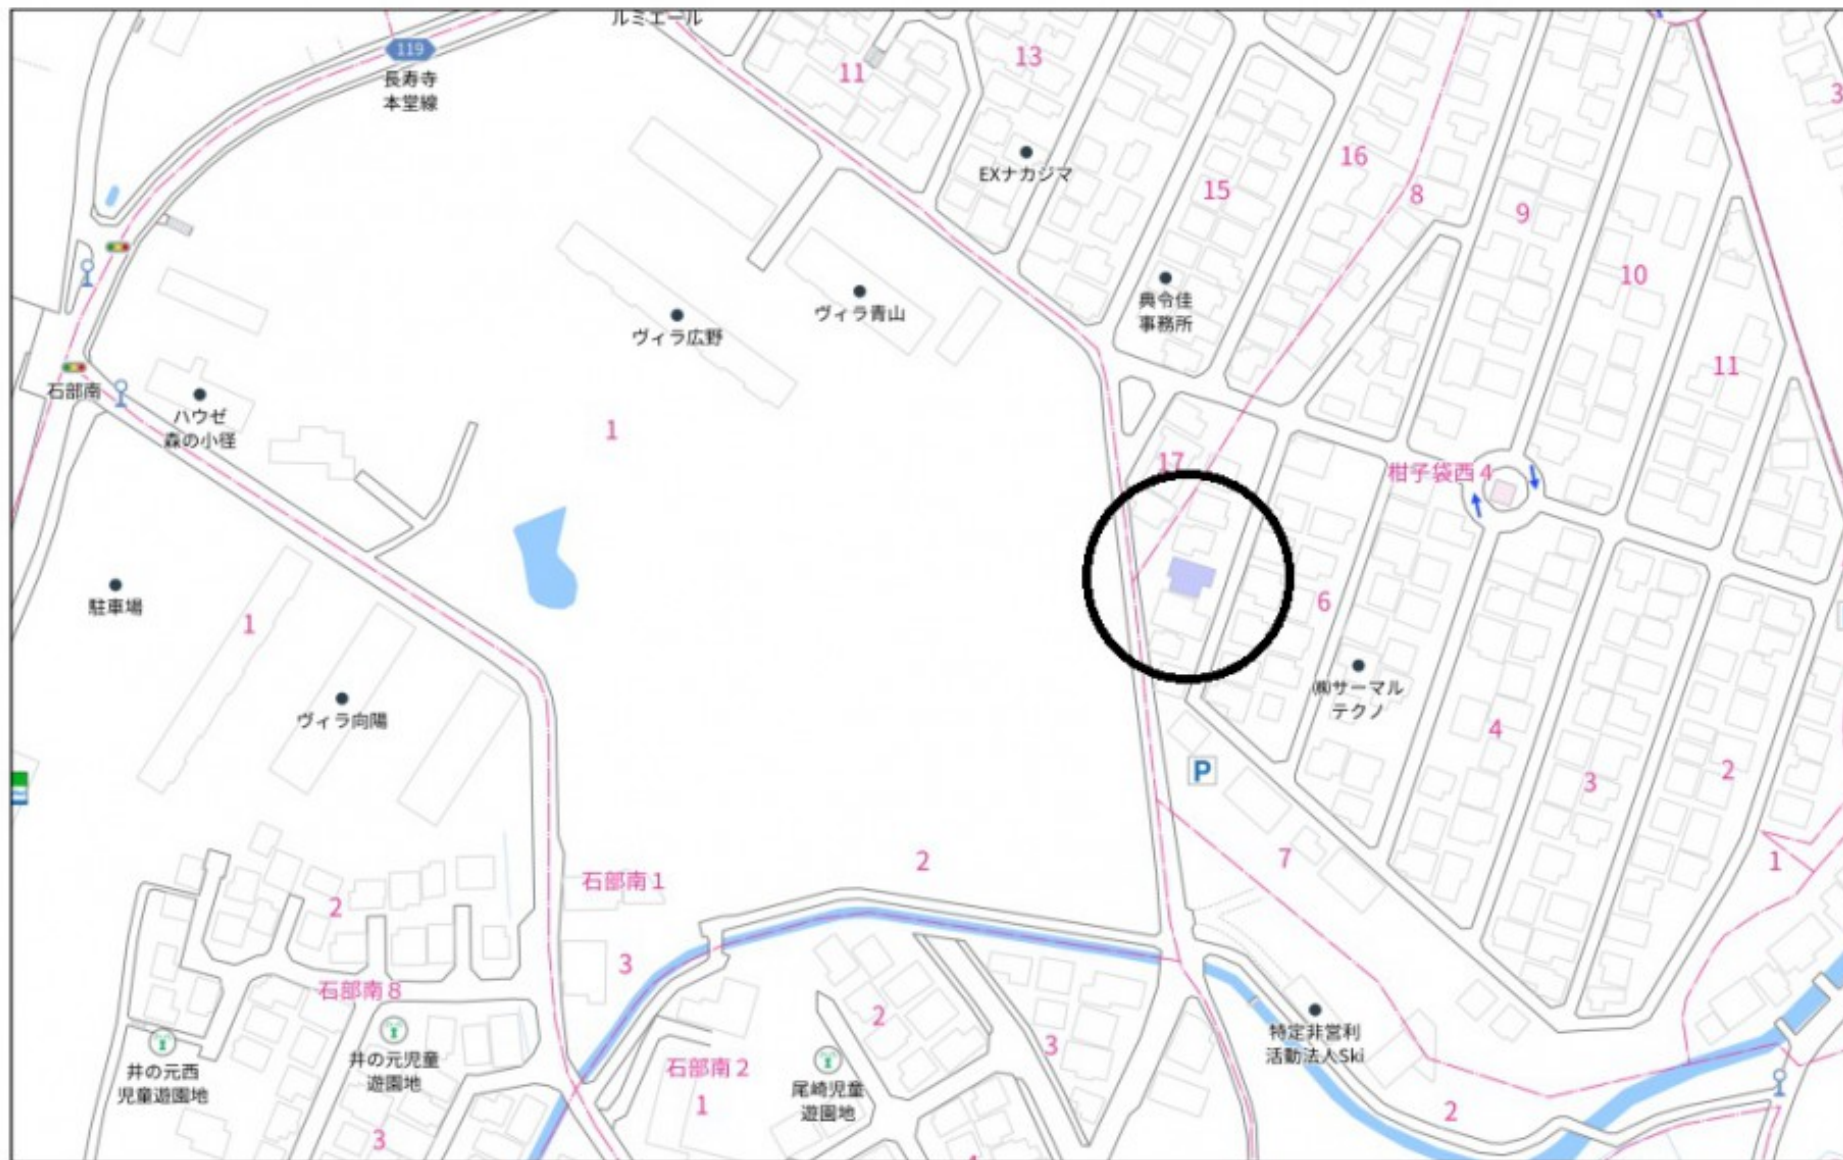 ルミエール
119
長寿寺
本堂線
11
13
3
EXナカジマ
16
15
8
9
10
典令佳
事務所
ヴィラ青山
ヴィラ広野
11
石部南
ハウゼ
森の小径
1
17
柑子袋西4
駐車場
1
6
㈱サーマル
テクノ
ヴィラ向陽
4
P
3
2
2
7
1
石部南1
2
3
石部南8
2
特定非営利
活動法人Ski
井の元西
児童遊園地
井の元児童
遊園地
石部南2
尾崎児童
遊園地
3
1
2
3
4